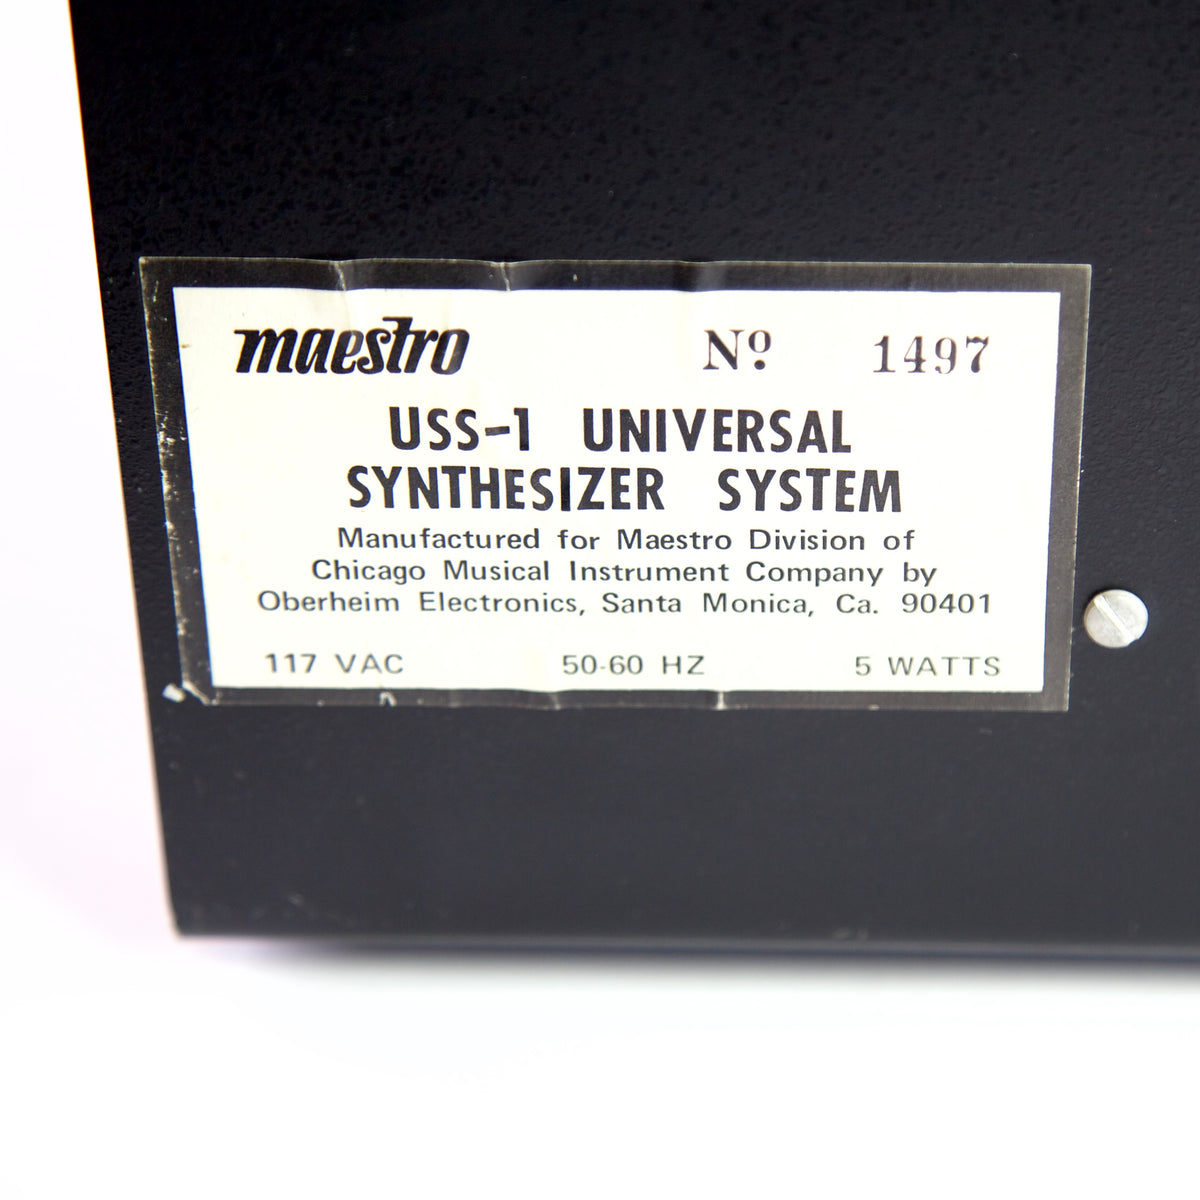 maestro Nº 1497
USS-1 UNIVERSAL
SYNTHESIZER SYSTEM
Manufactured for Maestro Division of
Chicago Musical Instrument Company by
Oberheim Electronics, Santa Monica, Ca. 90401
117 VAC 50-60 HZ 5 WATTS